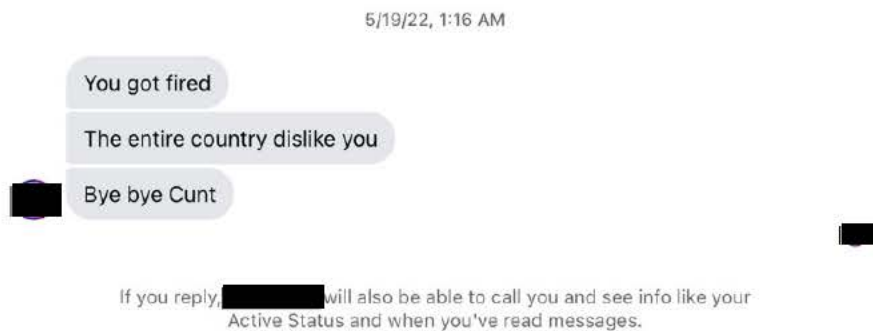 5/19/22, 1:16 AM
You got fired
The entire country dislike you
Bye bye Cunt
If you reply, will also be able to call you and see info like your
Active Status and when you've read messages.